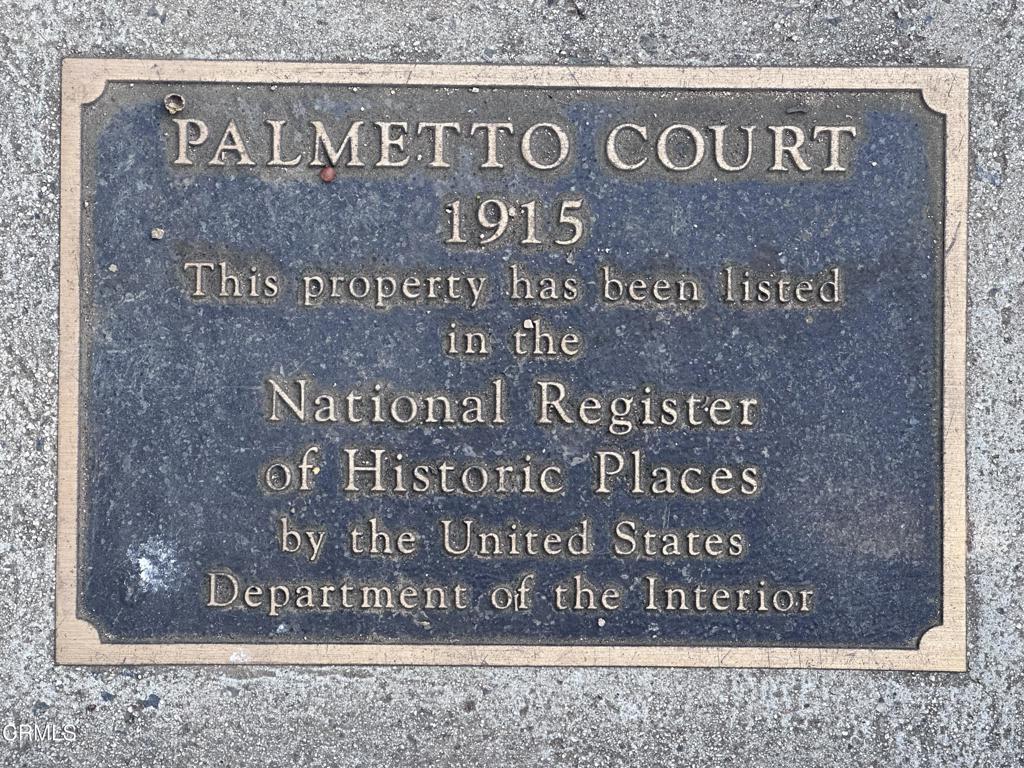 PALMETTO COURT
1915
This property has been listed
in the
National Register
of Historic Places
by the United States
Department of the Interior
CRMLS